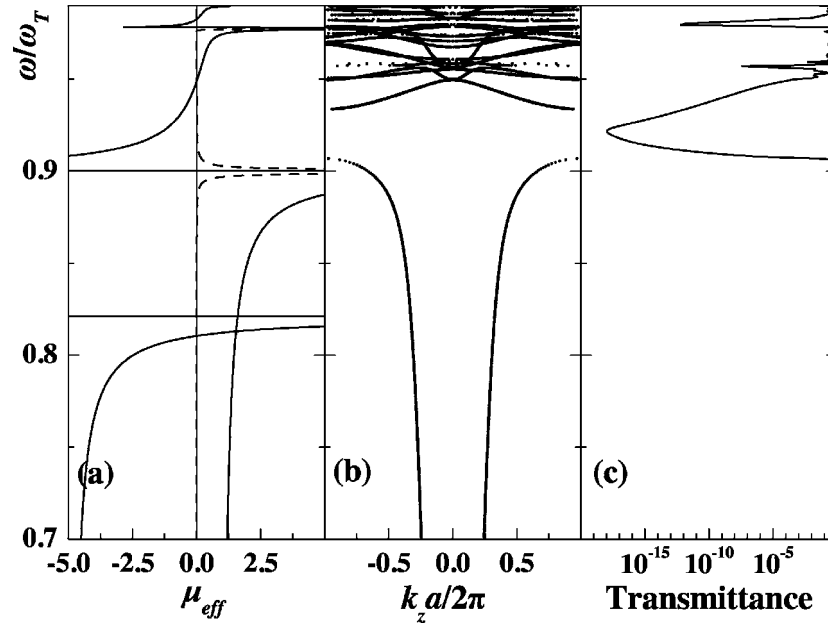 ω/ω_T
0.9
0.8
0.7
(a)
(b)
(c)
-5.0 -2.5 0.0 2.5
-0.5 0.0 0.5
10^-15 10^-10 10^-5
μ_eff
k_z a/2π
Transmittance